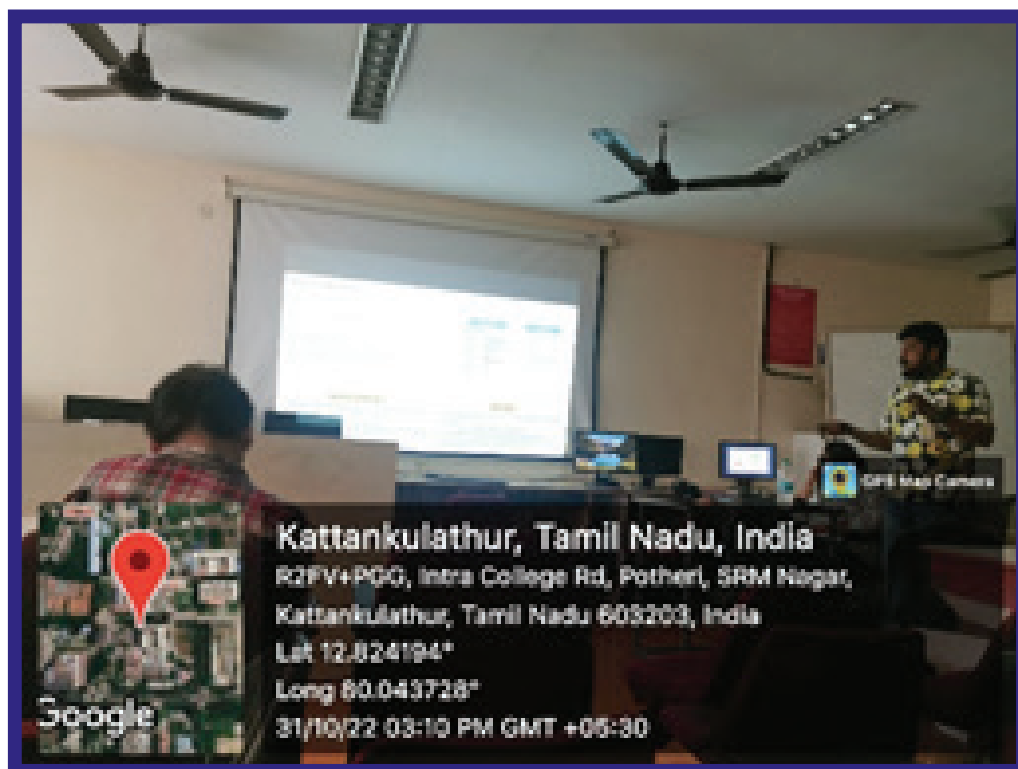 GPS Map Camera
Kattankulathur, Tamil Nadu, India
R2FV+PGG, Intra College Rd, Potheri, SRM Nagar,
Kattankulathur, Tamil Nadu 603203, India
Lat 12.824194°
Long 80.043728°
31/10/22 03:10 PM GMT +05:30
Google